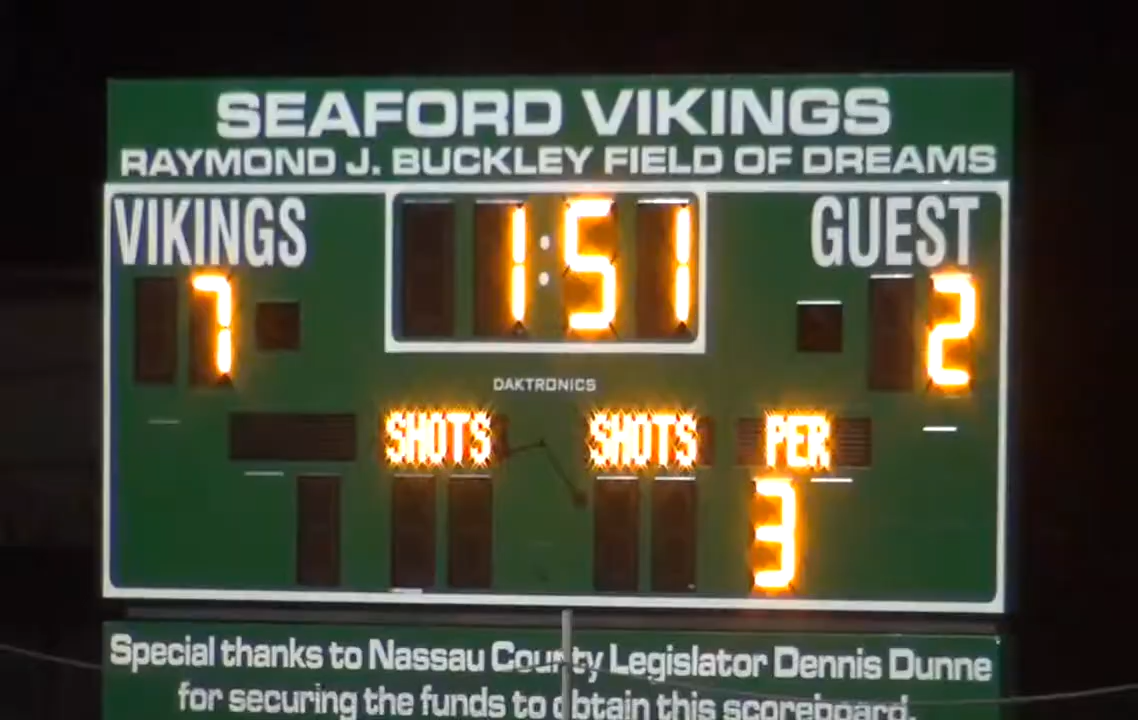 SEAFORD VIKINGS
RAYMOND J. BUCKLEY FIELD OF DREAMS
VIKINGS 1:51 GUEST
7 2
DAKTRONICS
SHOTS SHOTS PER
3
Special thanks to Nassau County Legislator Dennis Dunne
for securing the funds to obtain this scoreboard.